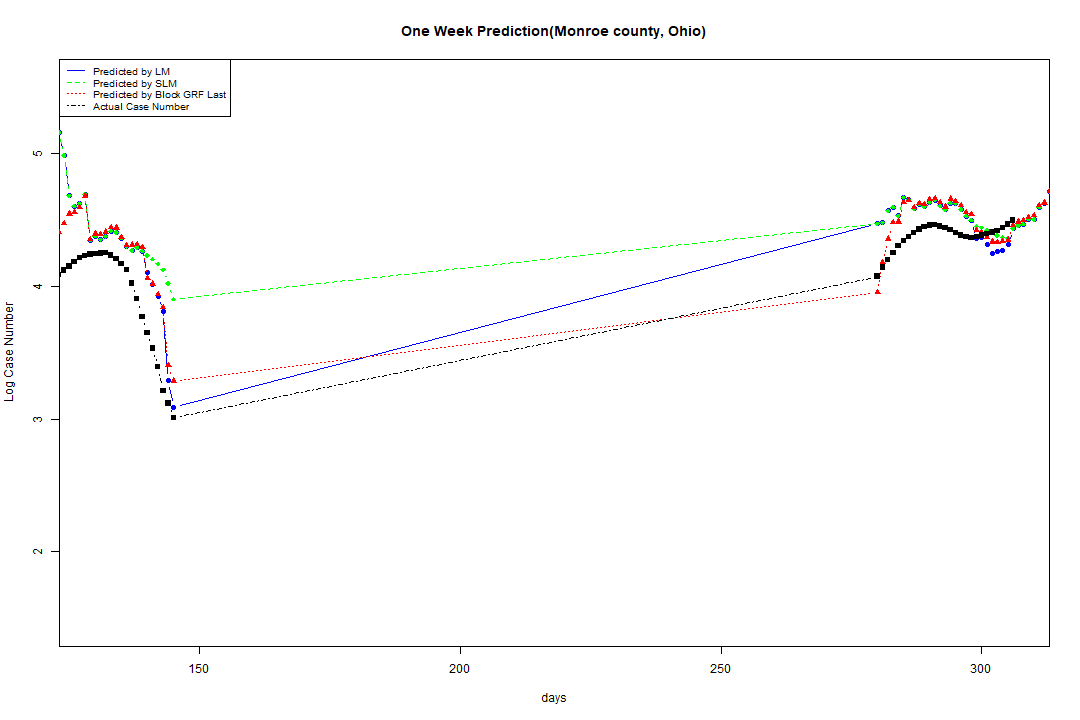 One Week Prediction(Monroe county, Ohio)
Predicted by LM
Predicted by SLM
Predicted by Block GRF Last
Actual Case Number
5
4
3
2
Log Case Number
150 200 250 300
days